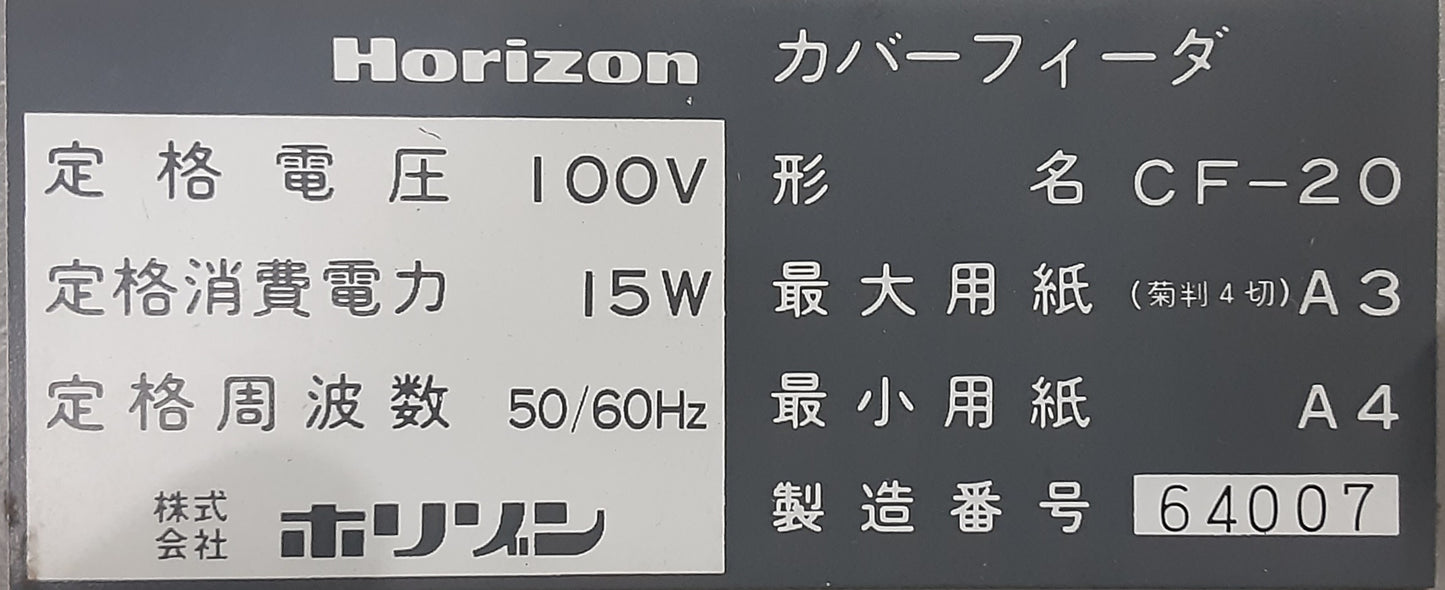 Horizon カバーフィーダ
定格電圧 100V
定格消費電力 15W
定格周波数 50/60Hz
株式会社 ホリゾン
形名 CF-20
最大用紙 (菊判4切) A3
最小用紙 A4
製造番号 64007